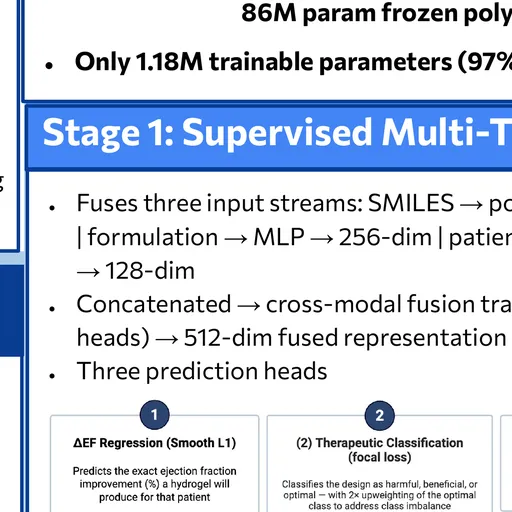 86M param frozen poly
• Only 1.18M trainable parameters (97%
Stage 1: Supervised Multi-T
• Fuses three input streams: SMILES → po
| formulation → MLP → 256-dim | patien
→ 128-dim
• Concatenated → cross-modal fusion tra
heads) → 512-dim fused representation
• Three prediction heads
1
ΔEF Regression (Smooth L1)
Predicts the exact ejection fraction
improvement (%) a hydrogel will
produce for that patient
2
(2) Therapeutic Classification
(focal loss)
Classifies the design as harmful, beneficial, or
optimal — with 2× upweighting of the optimal
class to address class imbalance